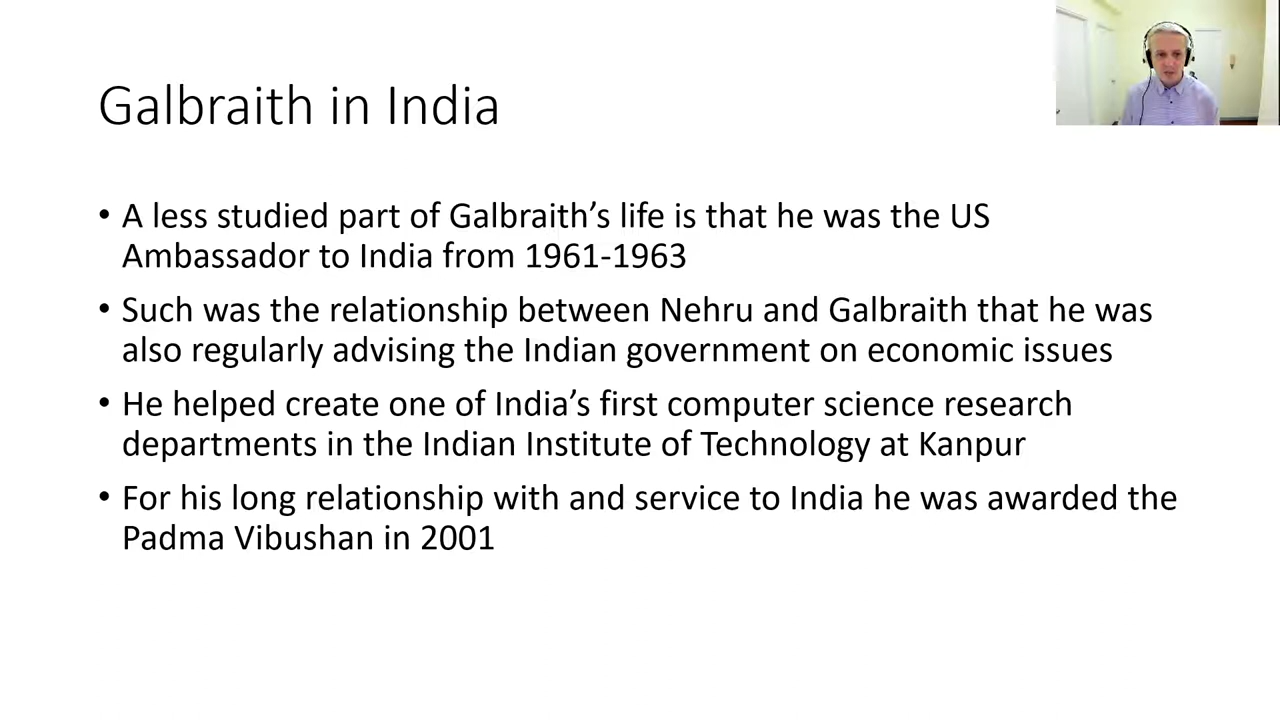 Galbraith in India
• A less studied part of Galbraith’s life is that he was the US
Ambassador to India from 1961-1963
• Such was the relationship between Nehru and Galbraith that he was
also regularly advising the Indian government on economic issues
• He helped create one of India’s first computer science research
departments in the Indian Institute of Technology at Kanpur
• For his long relationship with and service to India he was awarded the
Padma Vibushan in 2001